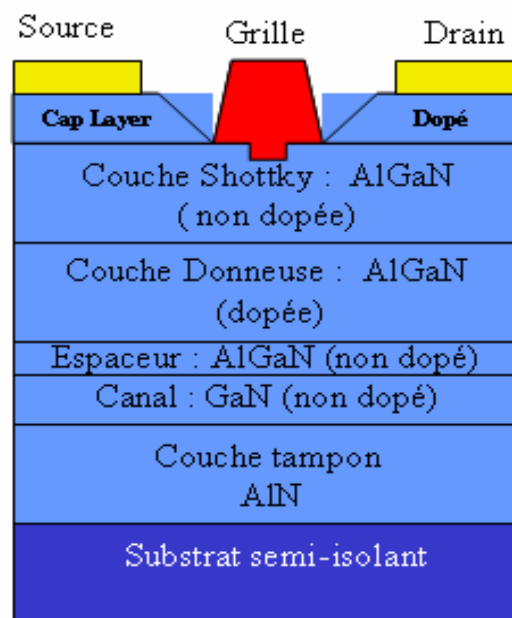 Source Grille Drain
Cap Layer Dopé
Couche Shottky : AlGaN
( non dopée)
Couche Donneuse : AlGaN
(dopée)
Espaceur : AlGaN (non dopé)
Canal : GaN (non dopé)
Couche tampon
AlN
Substrat semi-isolant